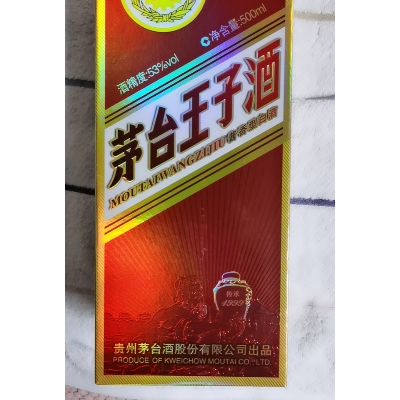 酒精度:53%vol
净含量:500ml
茅台王子酒
MOUTAIWANGZIJIU
酱香型白酒
传承
贵州茅台酒股份有限公司出品
PRODUCE OF KWEICHOW MOUTAI CO.,LTD.